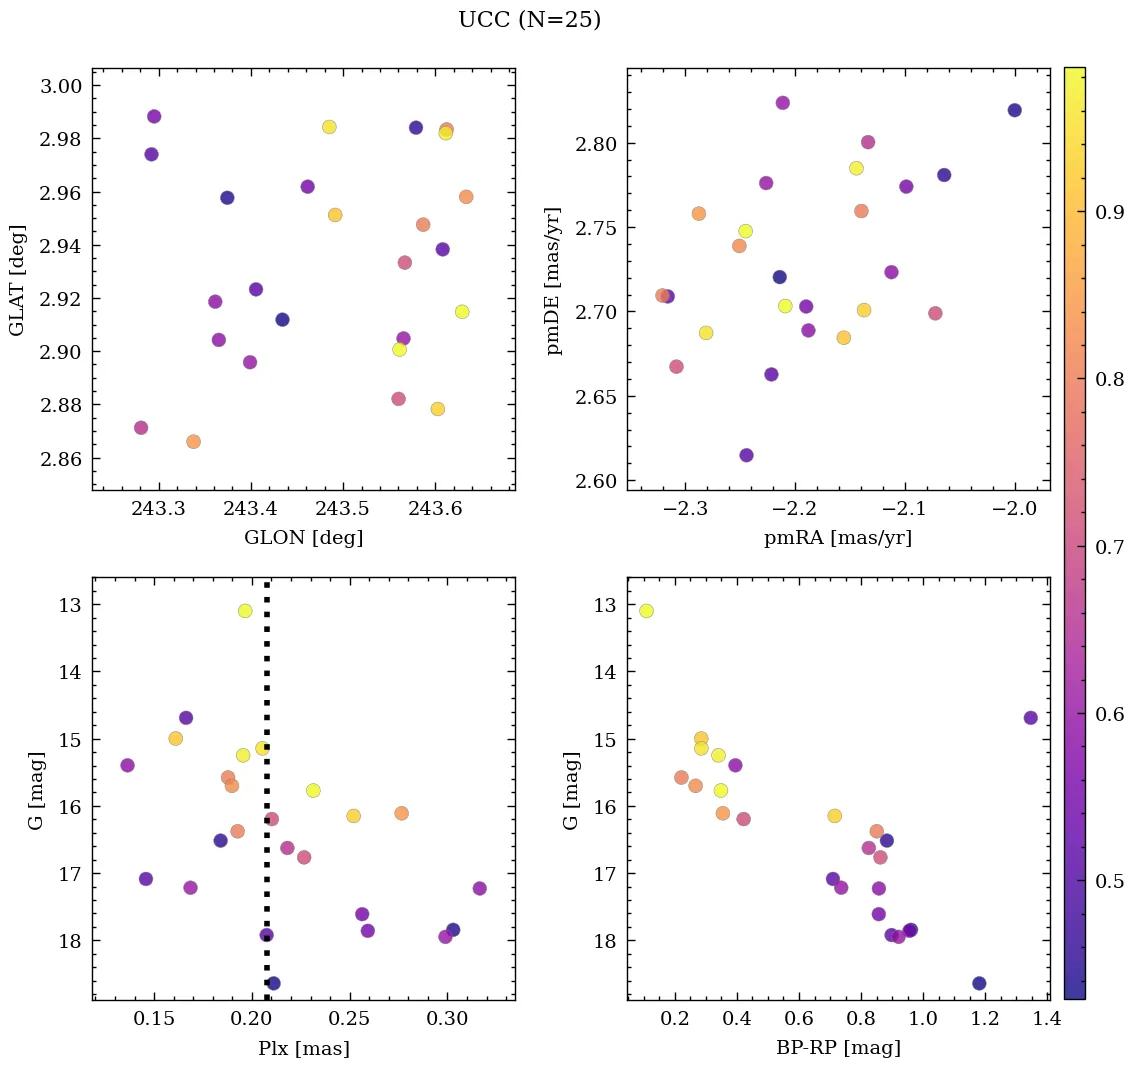 UCC (N=25)
3.00
2.98
2.96
2.94
2.92
2.90
2.88
2.86
GLAT [deg]
243.3 243.4 243.5 243.6
GLON [deg]
2.80
2.75
2.70
2.65
2.60
pmDE [mas/yr]
−2.3 −2.2 −2.1 −2.0
pmRA [mas/yr]
13
14
15
16
17
18
G [mag]
0.15 0.20 0.25 0.30
Plx [mas]
13
14
15
16
17
18
G [mag]
0.2 0.4 0.6 0.8 1.0 1.2 1.4
BP-RP [mag]
0.9
0.8
0.7
0.6
0.5